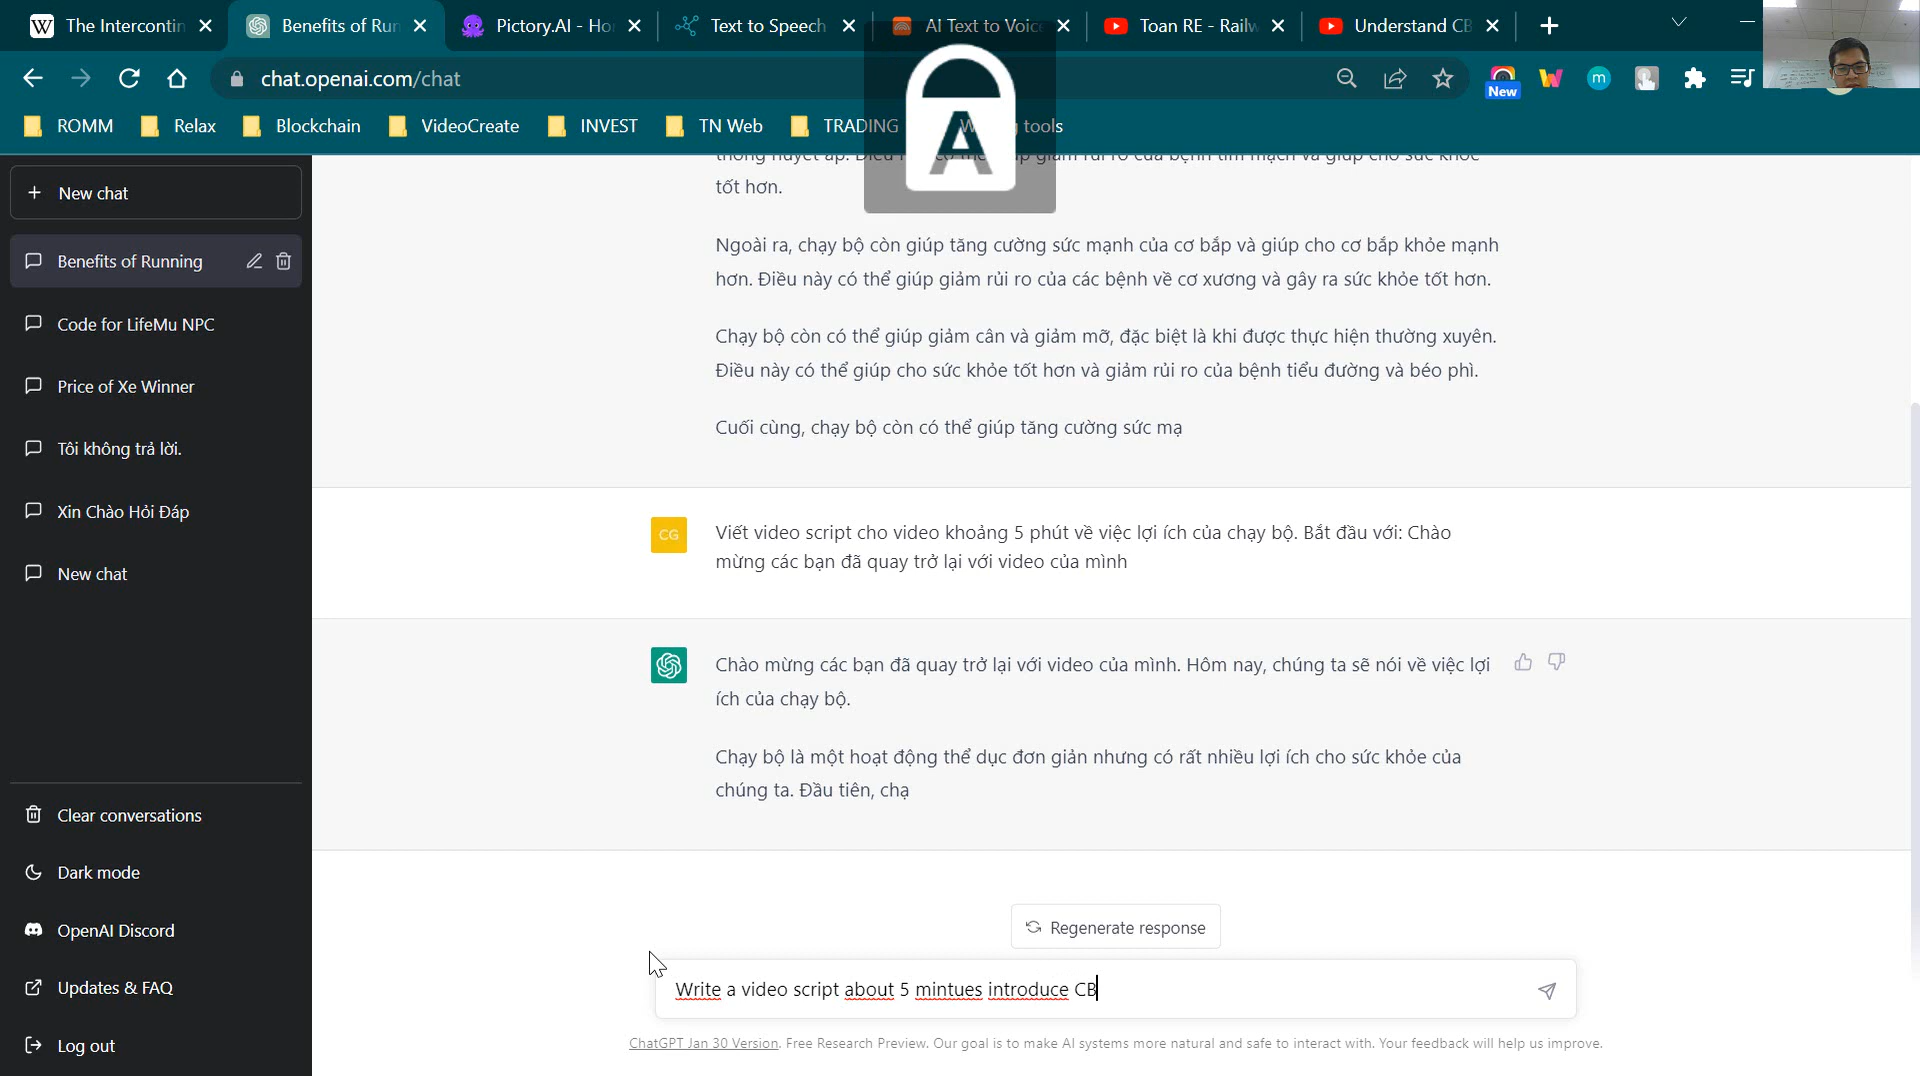 The Intercontin
Benefits of Run
Pictory.AI - Ho
Text to Speech
AI Text to Voice
Toan RE - Railw
Understand CB
chat.openai.com/chat
New
ROMM
Relax
Blockchain
VideoCreate
INVEST
TN Web
TRADING
tools
A
New chat
Benefits of Running
Code for LifeMu NPC
Price of Xe Winner
Tôi không trả lời.
Xin Chào Hỏi Đáp
New chat
Clear conversations
Dark mode
OpenAI Discord
Updates & FAQ
Log out
tốt hơn.
Ngoài ra, chạy bộ còn giúp tăng cường sức mạnh của cơ bắp và giúp cho cơ bắp khỏe mạnh
hơn. Điều này có thể giúp giảm rủi ro của các bệnh về cơ xương và gây ra sức khỏe tốt hơn.
Chạy bộ còn có thể giúp giảm cân và giảm mỡ, đặc biệt là khi được thực hiện thường xuyên.
Điều này có thể giúp cho sức khỏe tốt hơn và giảm rủi ro của bệnh tiểu đường và béo phì.
Cuối cùng, chạy bộ còn có thể giúp tăng cường sức mạ
CG
Viết video script cho video khoảng 5 phút về việc lợi ích của chạy bộ. Bắt đầu với: Chào
mừng các bạn đã quay trở lại với video của mình
Chào mừng các bạn đã quay trở lại với video của mình. Hôm nay, chúng ta sẽ nói về việc lợi
ích của chạy bộ.
Chạy bộ là một hoạt động thể dục đơn giản nhưng có rất nhiều lợi ích cho sức khỏe của
chúng ta. Đầu tiên, chạ
Regenerate response
Write a video script about 5 mintues introduce CB
ChatGPT Jan 30 Version. Free Research Preview. Our goal is to make AI systems more natural and safe to interact with. Your feedback will help us improve.